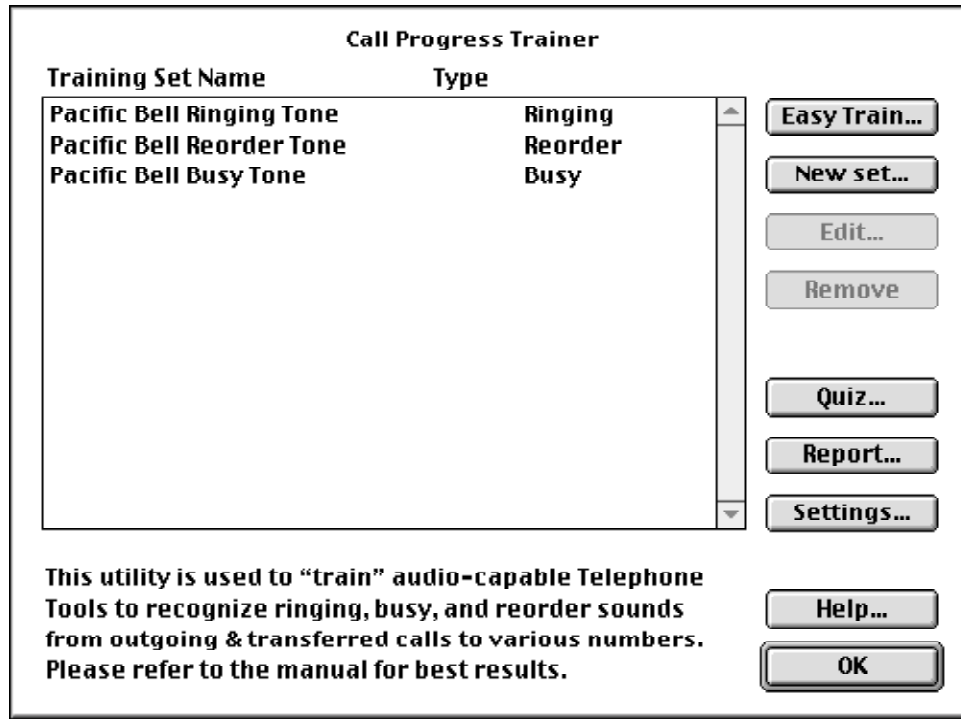 Call Progress Trainer
Training Set Name Type
Pacific Bell Ringing Tone Ringing
Pacific Bell Reorder Tone Reorder
Pacific Bell Busy Tone Busy
Easy Train...
New set...
Edit...
Remove
Quiz...
Report...
Settings...
This utility is used to “train” audio-capable Telephone
Tools to recognize ringing, busy, and reorder sounds
from outgoing & transferred calls to various numbers.
Please refer to the manual for best results.
Help...
OK